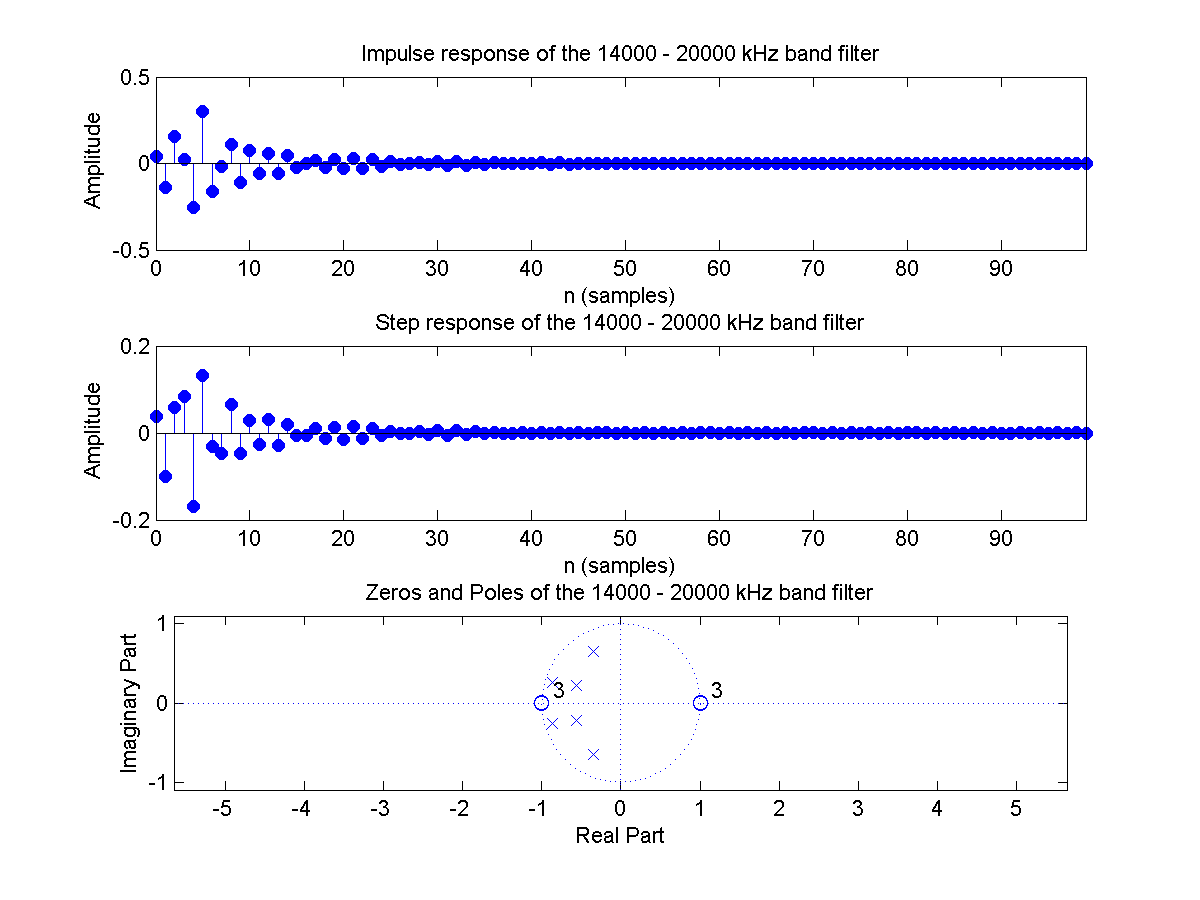 Impulse response of the 14000 - 20000 kHz band filter
0.5
0
-0.5
Amplitude
0 10 20 30 40 50 60 70 80 90
n (samples)
Step response of the 14000 - 20000 kHz band filter
0.2
0
-0.2
Amplitude
0 10 20 30 40 50 60 70 80 90
n (samples)
Zeros and Poles of the 14000 - 20000 kHz band filter
1
0
-1
Imaginary Part
3 3
-5 -4 -3 -2 -1 0 1 2 3 4 5
Real Part